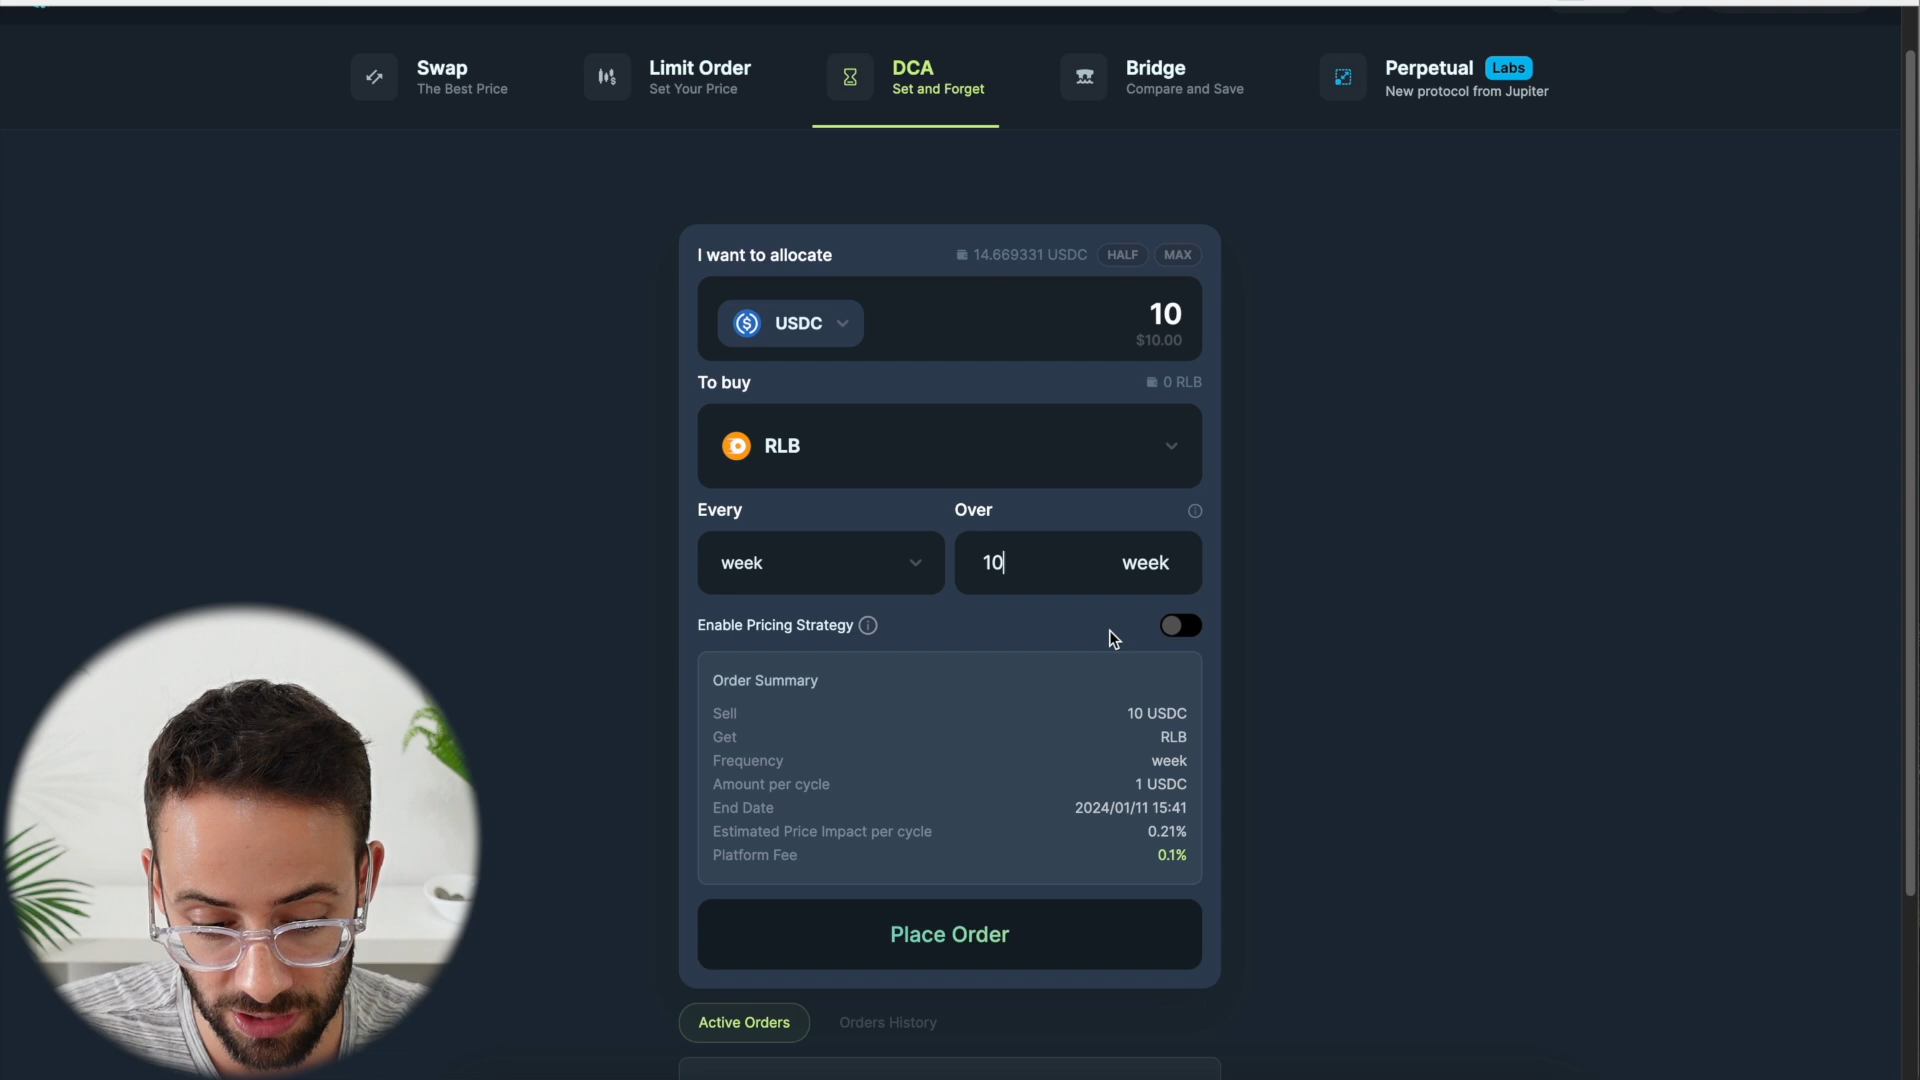 Swap
The Best Price
Limit Order
Set Your Price
DCA
Set and Forget
Bridge
Compare and Save
Perpetual Labs
New protocol from Jupiter
I want to allocate 14.669331 USDC HALF MAX
USDC 10
$10.00
To buy 0 RLB
RLB
Every Over
week 10 week
Enable Pricing Strategy
Order Summary
Sell 10 USDC
Get RLB
Frequency week
Amount per cycle 1 USDC
End Date 2024/01/11 15:41
Estimated Price Impact per cycle 0.21%
Platform Fee 0.1%
Place Order
Active Orders Orders History